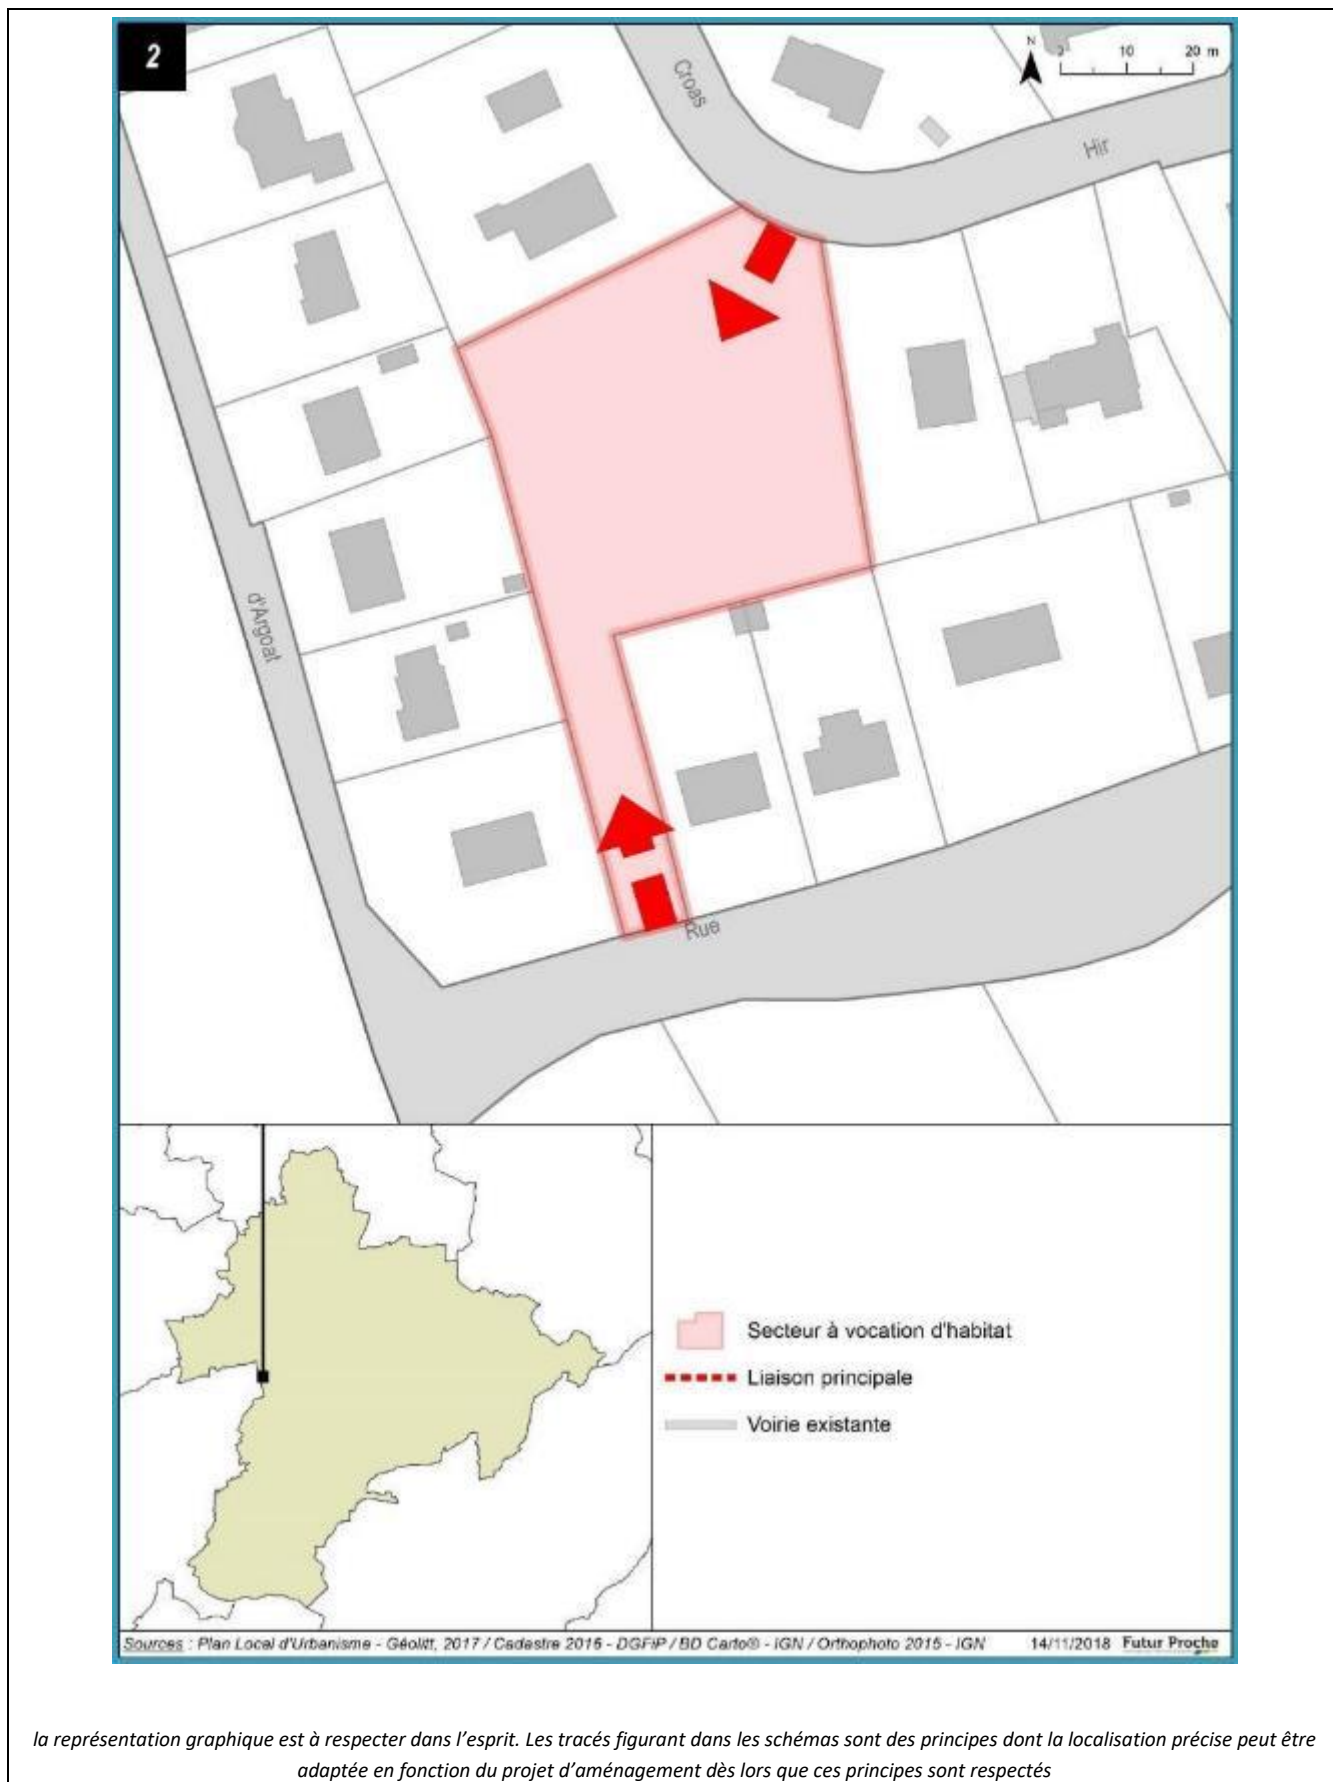 2
Croas
N
0 10 20 m
Hir
d'Argoat
Rue
Secteur à vocation d'habitat
Liaison principale
Voirie existante
Sources : Plan Local d'Urbanisme - Géolitt, 2017 / Cadastre 2015 - DGFiP / BD Carto® - IGN / Orthophoto 2015 - IGN 14/11/2018 Futur Proche
la représentation graphique est à respecter dans l’esprit. Les tracés figurant dans les schémas sont des principes dont la localisation précise peut être
adaptée en fonction du projet d’aménagement dès lors que ces principes sont respectés